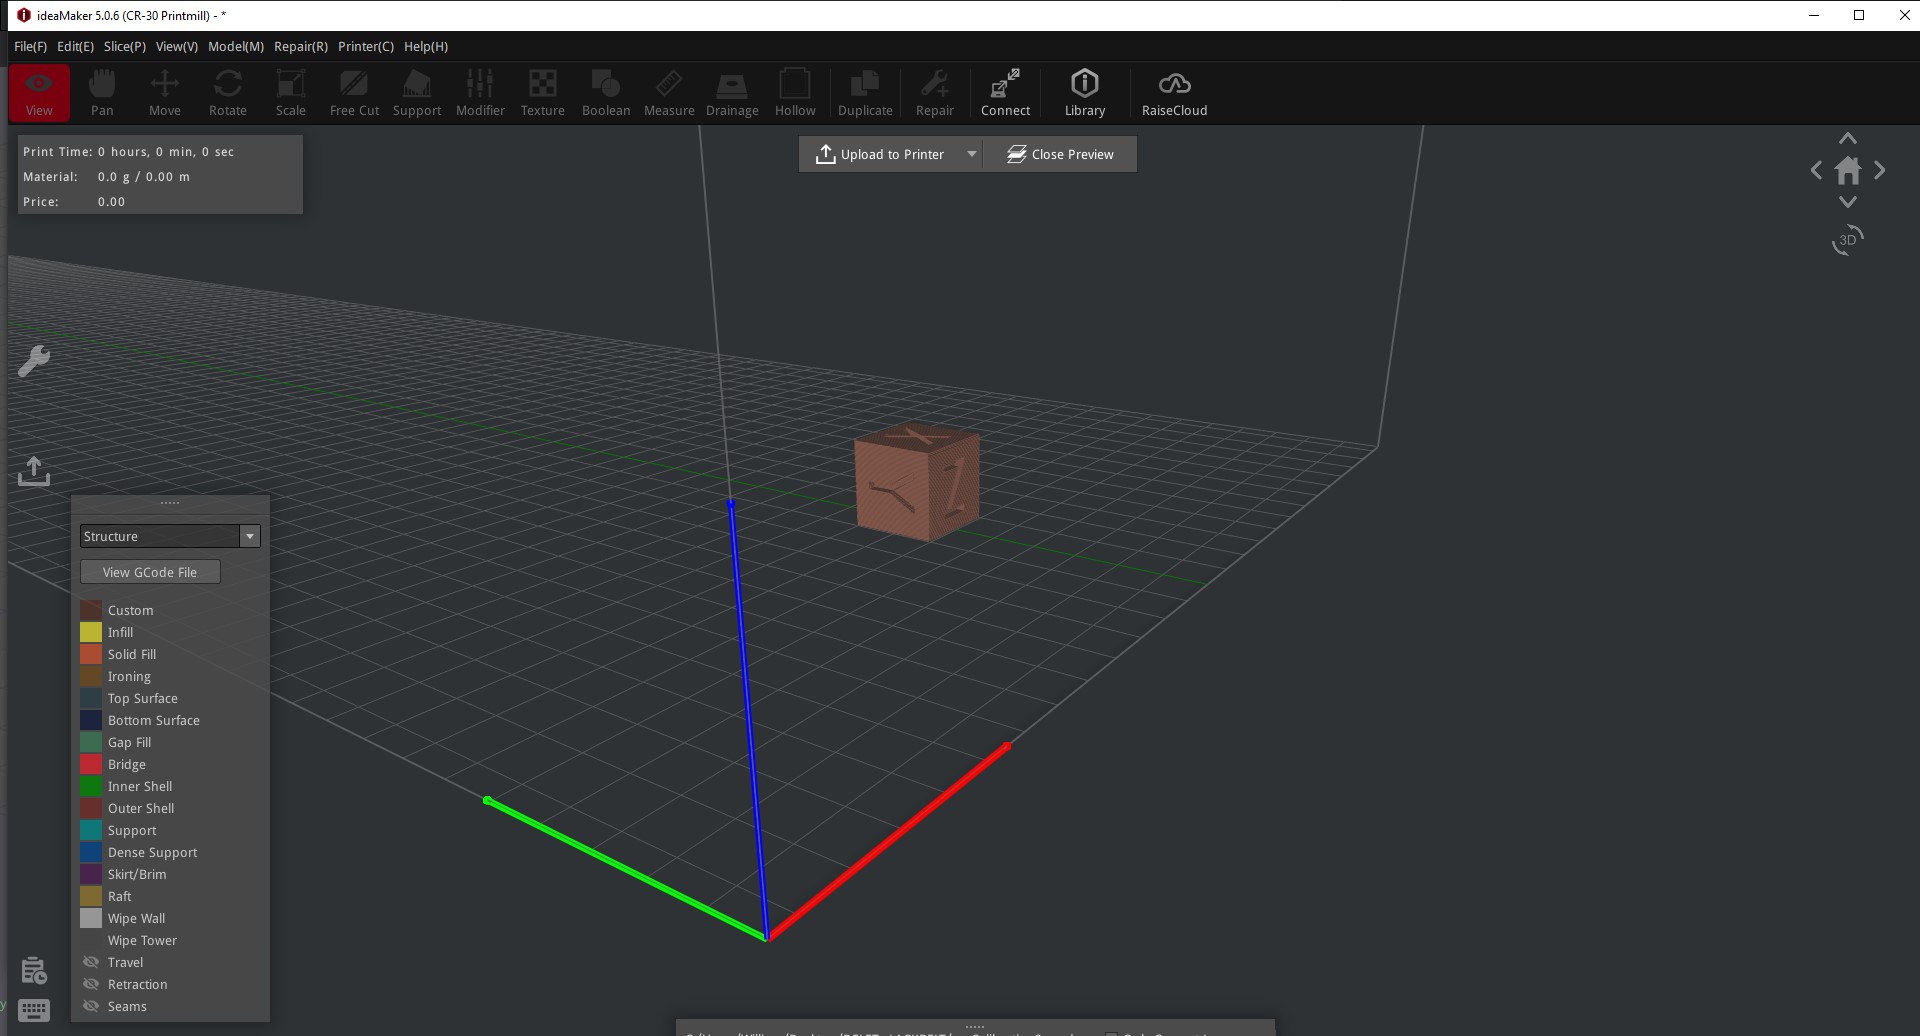 ideaMaker 5.0.6 (CR-30 Printmill) - *
File(F) Edit(E) Slice(P) View(V) Model(M) Repair(R) Printer(C) Help(H)
View Pan Move Rotate Scale Free Cut Support Modifier Texture Boolean Measure Drainage Hollow Duplicate Repair Connect Library RaiseCloud
Print Time: 0 hours, 0 min, 0 sec
Material: 0.0 g / 0.00 m
Price: 0.00
Upload to Printer Close Preview
3D
X
Y
Z
Structure
View GCode File
Custom
Infill
Solid Fill
Ironing
Top Surface
Bottom Surface
Gap Fill
Bridge
Inner Shell
Outer Shell
Support
Dense Support
Skirt/Brim
Raft
Wipe Wall
Wipe Tower
Travel
Retraction
Seams